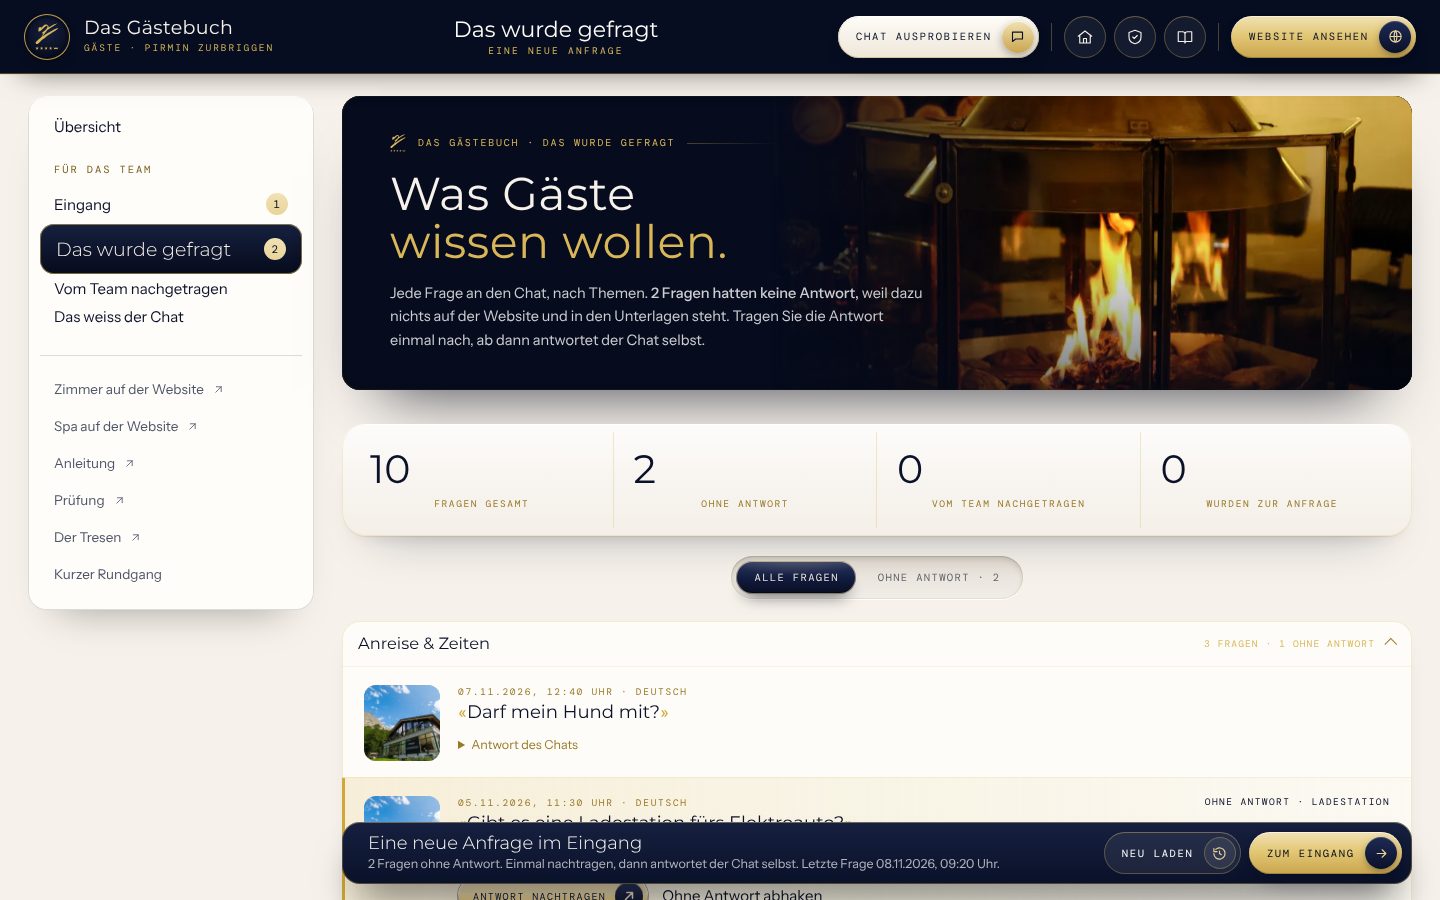 Das Gästebuch
GÄSTE · PIRMIN ZURBRIGGEN
Das wurde gefragt
EINE NEUE ANFRAGE
CHAT AUSPROBIEREN
WEBSITE ANSEHEN
Übersicht
FÜR DAS TEAM
Eingang 1
Das wurde gefragt 2
Vom Team nachgetragen
Das weiss der Chat
Zimmer auf der Website
Spa auf der Website
Anleitung
Prüfung
Der Tresen
Kurzer Rundgang
DAS GÄSTEBUCH · DAS WURDE GEFRAGT
Was Gäste
wissen wollen.
Jede Frage an den Chat, nach Themen. 2 Fragen hatten keine Antwort, weil dazu
nichts auf der Website und in den Unterlagen steht. Tragen Sie die Antwort
einmal nach, ab dann antwortet der Chat selbst.
10
FRAGEN GESAMT
2
OHNE ANTWORT
0
VOM TEAM NACHGETRAGEN
0
WURDEN ZUR ANFRAGE
ALLE FRAGEN
OHNE ANTWORT · 2
Anreise & Zeiten
3 FRAGEN · 1 OHNE ANTWORT
07.11.2026, 12:40 UHR · DEUTSCH
«Darf mein Hund mit?»
Antwort des Chats
05.11.2026, 11:30 UHR · DEUTSCH
OHNE ANTWORT · LADESTATION
«Gibt es eine Ladestation fürs Elektroauto?»
Eine neue Anfrage im Eingang
2 Fragen ohne Antwort. Einmal nachtragen, dann antwortet der Chat selbst. Letzte Frage 08.11.2026, 09:20 Uhr.
NEU LADEN
ZUM EINGANG
ANTWORT NACHTRAGEN
Ohne Antwort abhaken